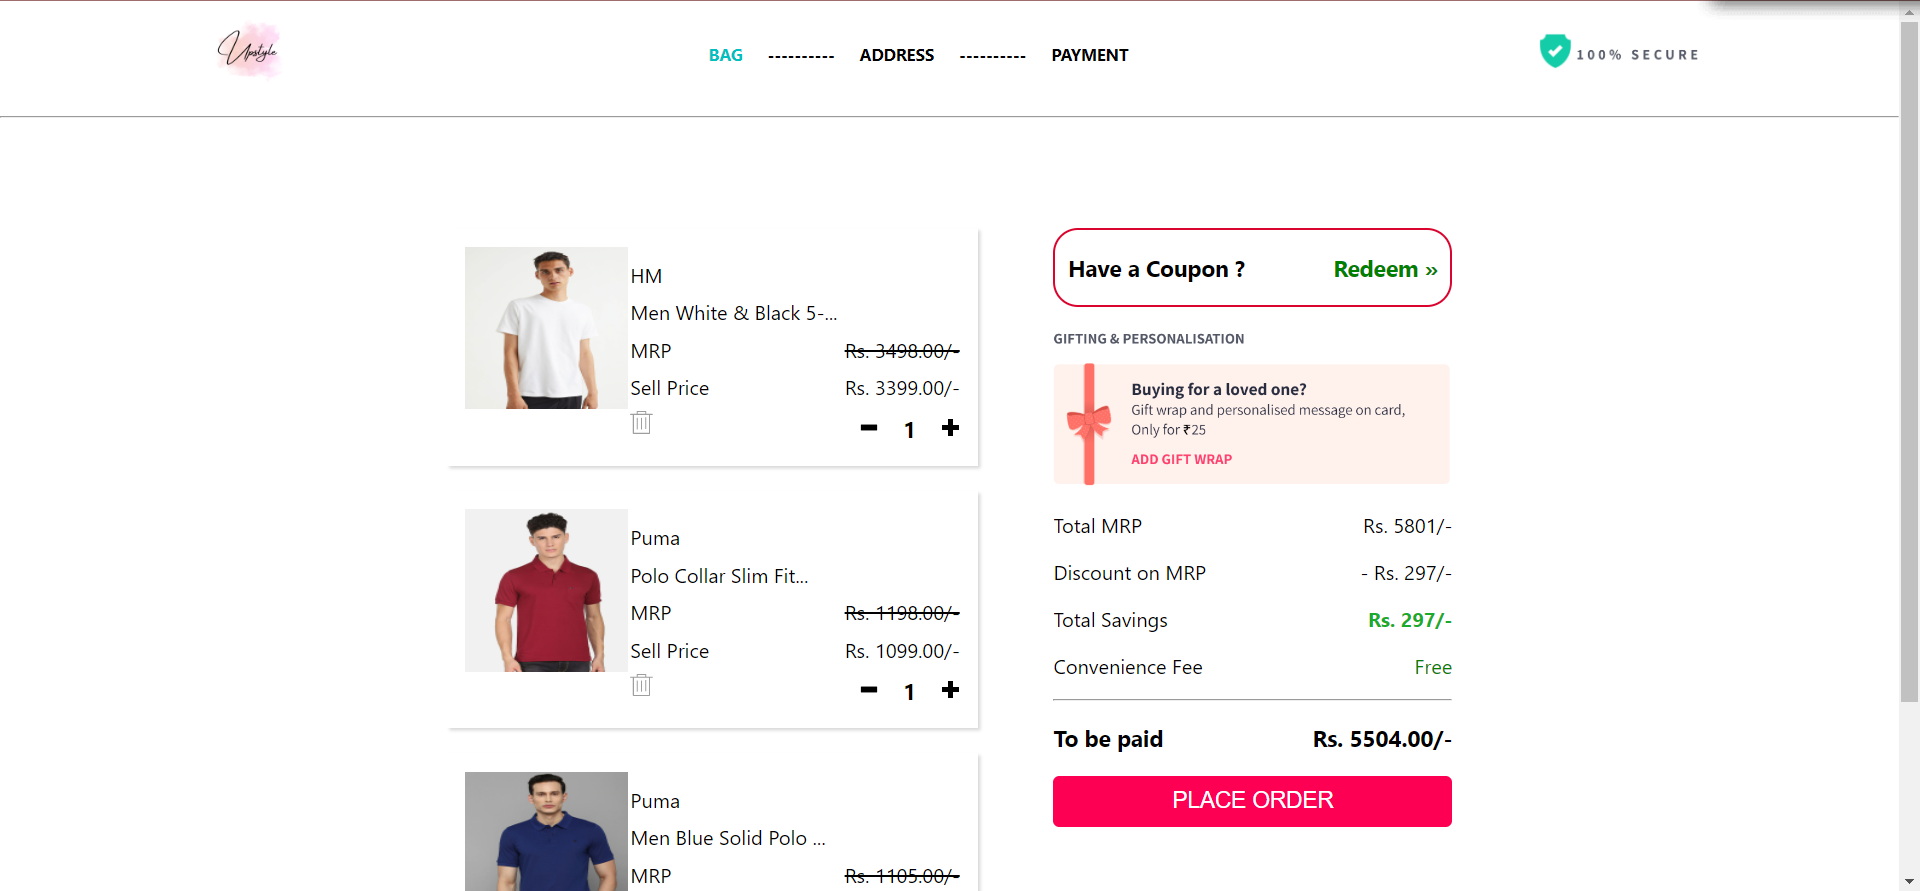 Upstyle
BAG ---------- ADDRESS ---------- PAYMENT
100% SECURE
HM
Men White & Black 5-...
MRP Rs. 3498.00/-
Sell Price Rs. 3399.00/-
- 1 +
Puma
Polo Collar Slim Fit...
MRP Rs. 1198.00/-
Sell Price Rs. 1099.00/-
- 1 +
Puma
Men Blue Solid Polo ...
MRP Rs. 1105.00/-
Have a Coupon ? Redeem »
GIFTING & PERSONALISATION
Buying for a loved one?
Gift wrap and personalised message on card,
Only for ₹25
ADD GIFT WRAP
Total MRP Rs. 5801/-
Discount on MRP - Rs. 297/-
Total Savings Rs. 297/-
Convenience Fee Free
To be paid Rs. 5504.00/-
PLACE ORDER